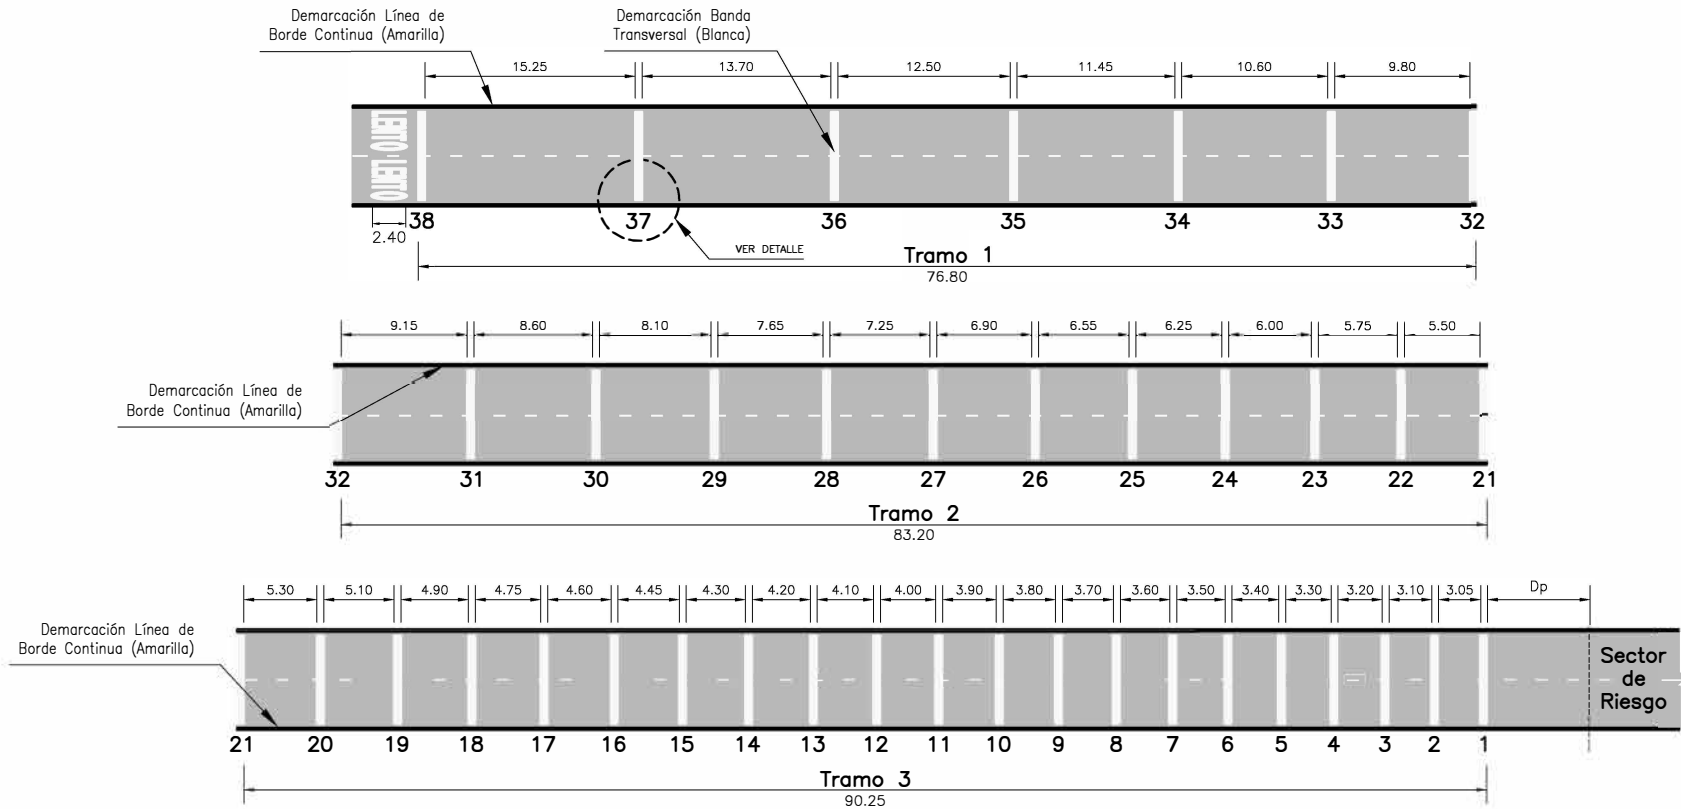 Demarcación Línea de
Borde Continua (Amarilla)
Demarcación Banda
Transversal (Blanca)
15.25 13.70 12.50 11.45 10.60 9.80
LENTO LENTO
38 37 36 35 34 33 32
2.40
VER DETALLE
Tramo 1
76.80
9.15 8.60 8.10 7.65 7.25 6.90 6.55 6.25 6.00 5.75 5.50
Demarcación Línea de
Borde Continua (Amarilla)
32 31 30 29 28 27 26 25 24 23 22 21
Tramo 2
83.20
5.30 5.10 4.90 4.75 4.60 4.45 4.30 4.20 4.10 4.00 3.90 3.80 3.70 3.60 3.50 3.40 3.30 3.20 3.10 3.05 Dp
Demarcación Línea de
Borde Continua (Amarilla)
Sector
de
Riesgo
21 20 19 18 17 16 15 14 13 12 11 10 9 8 7 6 5 4 3 2 1
Tramo 3
90.25